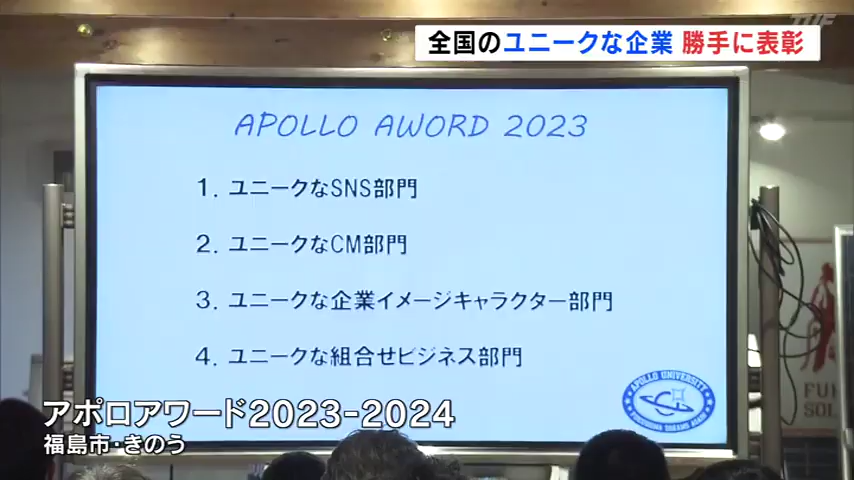 TUF
全国のユニークな企業 勝手に表彰
APOLLO AWORD 2023
1. ユニークなSNS部門
2. ユニークなCM部門
3. ユニークな企業イメージキャラクター部門
4. ユニークな組合せビジネス部門
APOLLO UNIVERSITY
アポロアワード2023-2024
福島市・きのう
FU
SOL